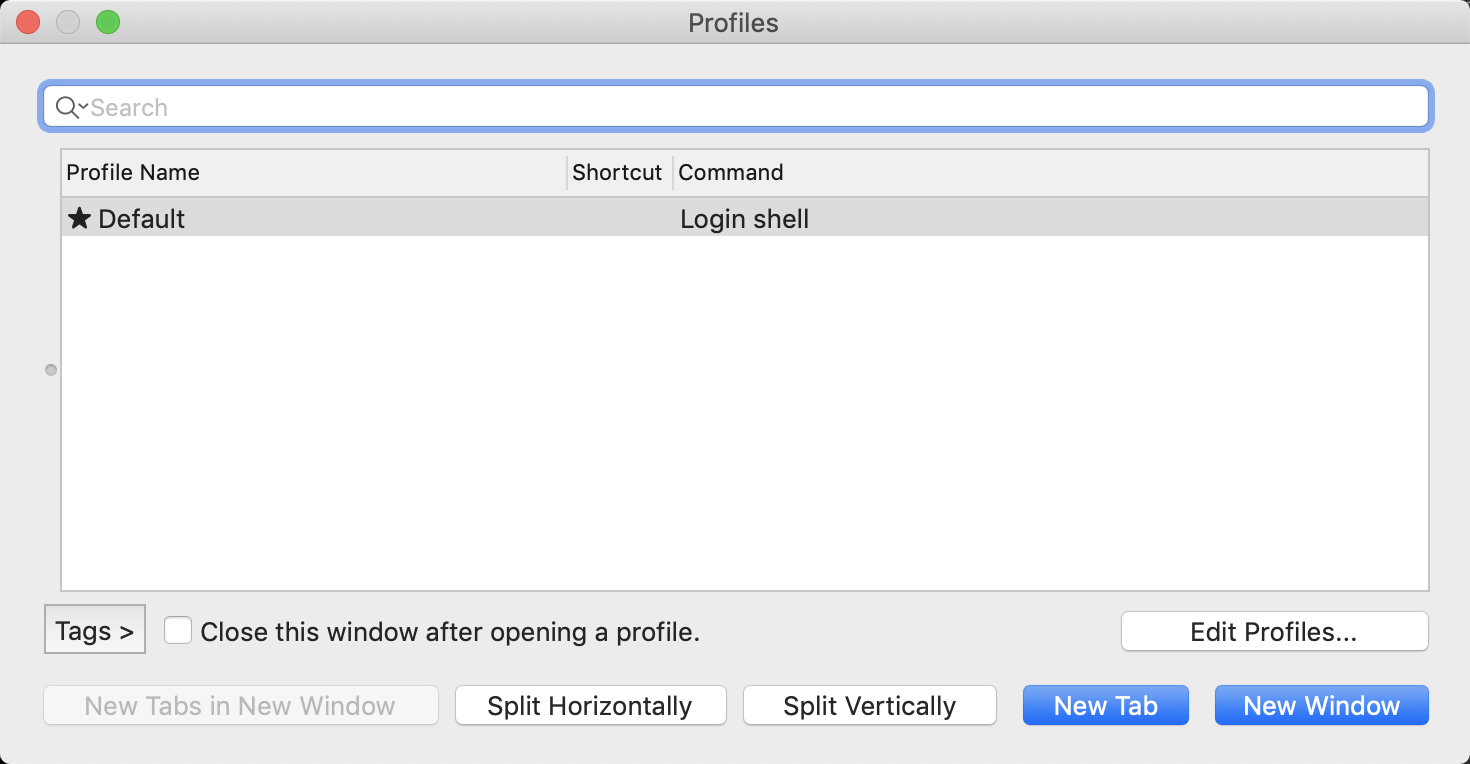 Profiles
Search
Profile Name Shortcut Command
★ Default Login shell
Tags > Close this window after opening a profile. Edit Profiles...
New Tabs in New Window Split Horizontally Split Vertically New Tab New Window